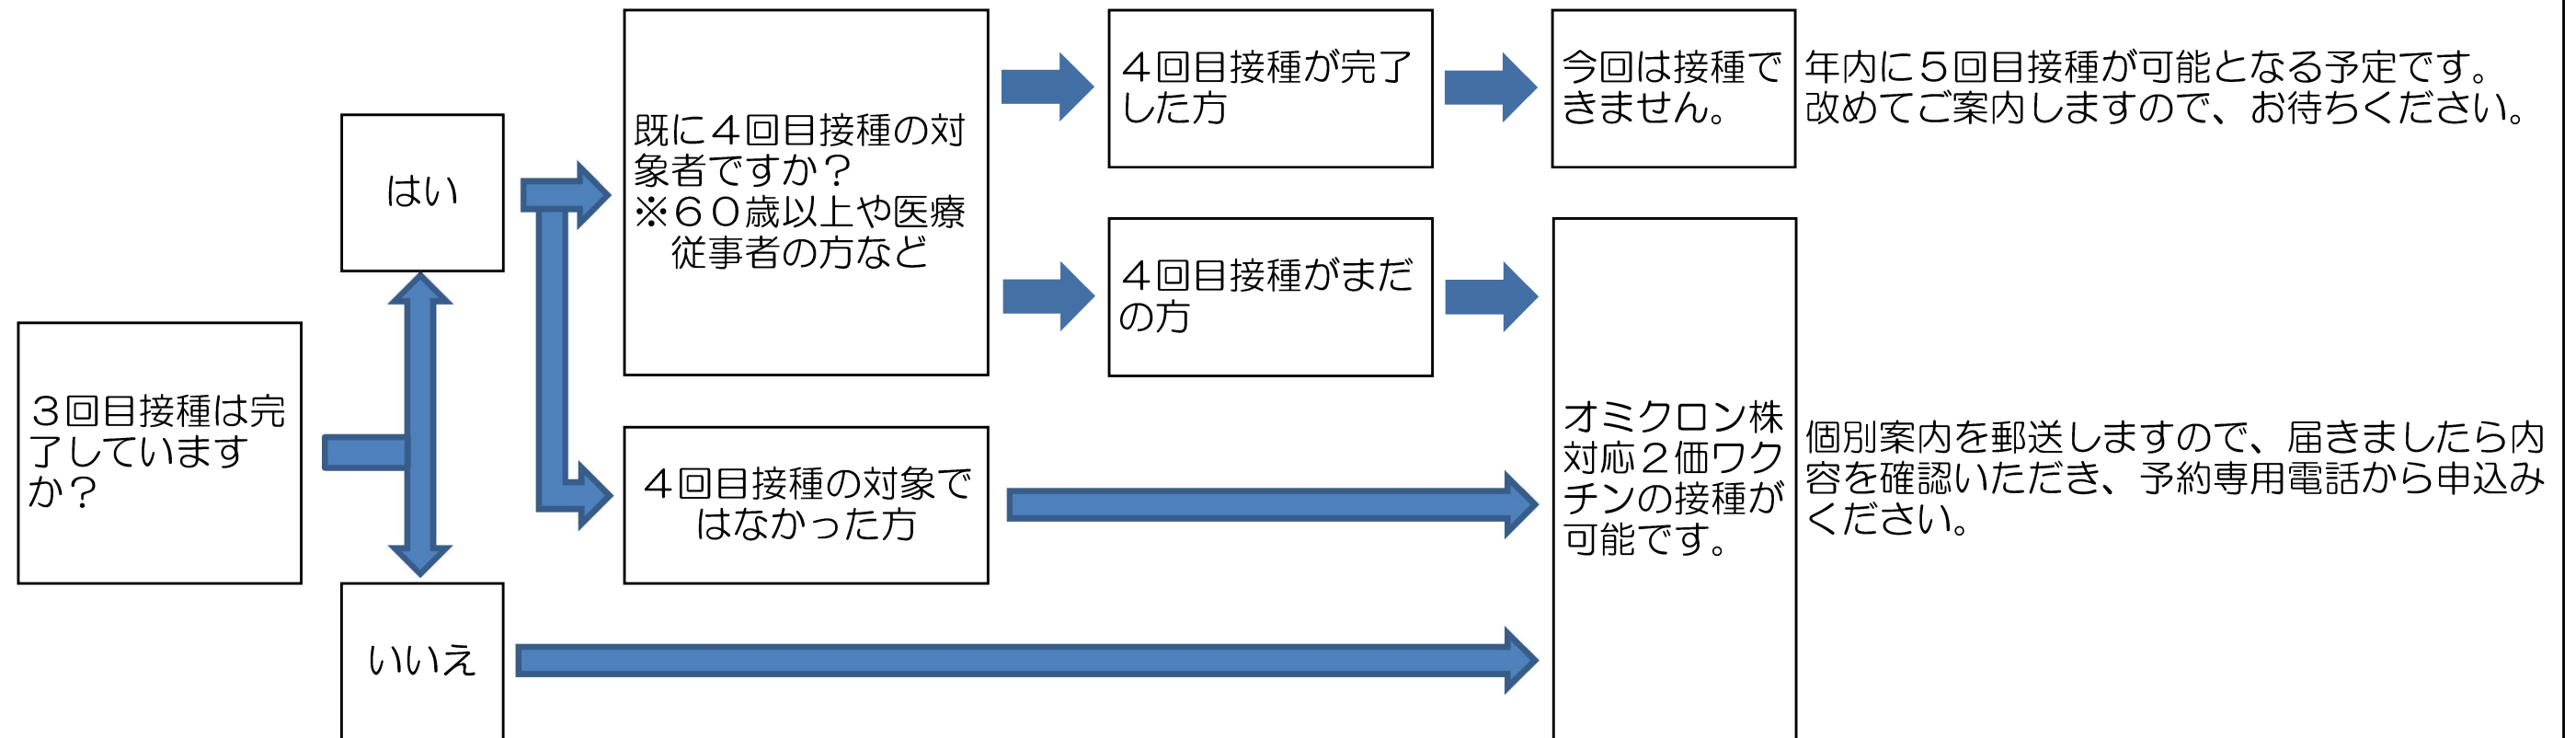 ３回目接種は完
了しています
か？
はい
いいえ
既に４回目接種の対
象者ですか？
※６０歳以上や医療
従事者の方など
４回目接種の対象で
はなかった方
４回目接種が完了
した方
４回目接種がまだ
の方
今回は接種で
きません。
年内に５回目接種が可能となる予定です。
改めてご案内しますので、お待ちください。
オミクロン株
対応２価ワク
チンの接種が
可能です。
個別案内を郵送しますので、届きましたら内
容を確認いただき、予約専用電話から申込み
ください。